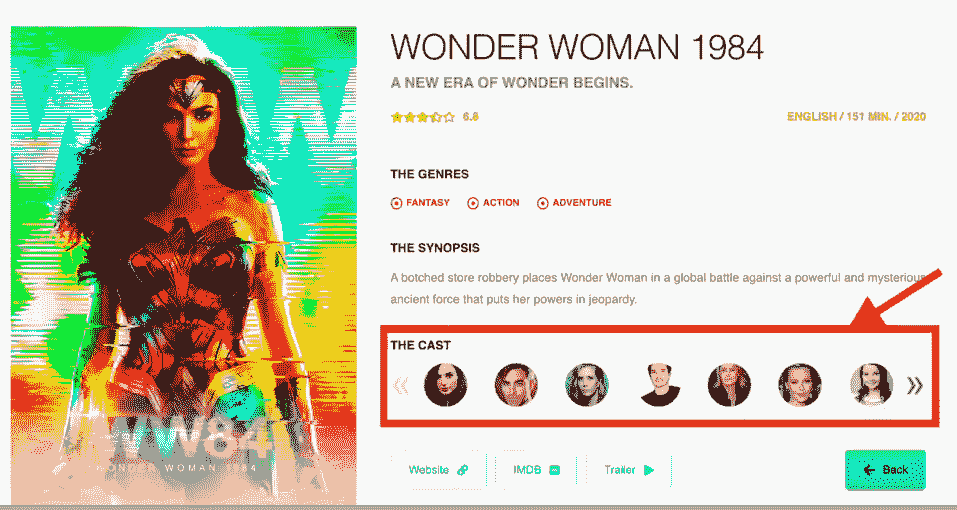 WW84
WONDER WOMAN 1984
WONDER WOMAN 1984
A NEW ERA OF WONDER BEGINS.
6.6 ENGLISH / 151 MIN. / 2020
THE GENRES
FANTASY ACTION ADVENTURE
THE SYNOPSIS
A botched store robbery places Wonder Woman in a global battle against a powerful and mysterious
ancient force that puts her powers in jeopardy.
THE CAST
Website IMDB Trailer Back